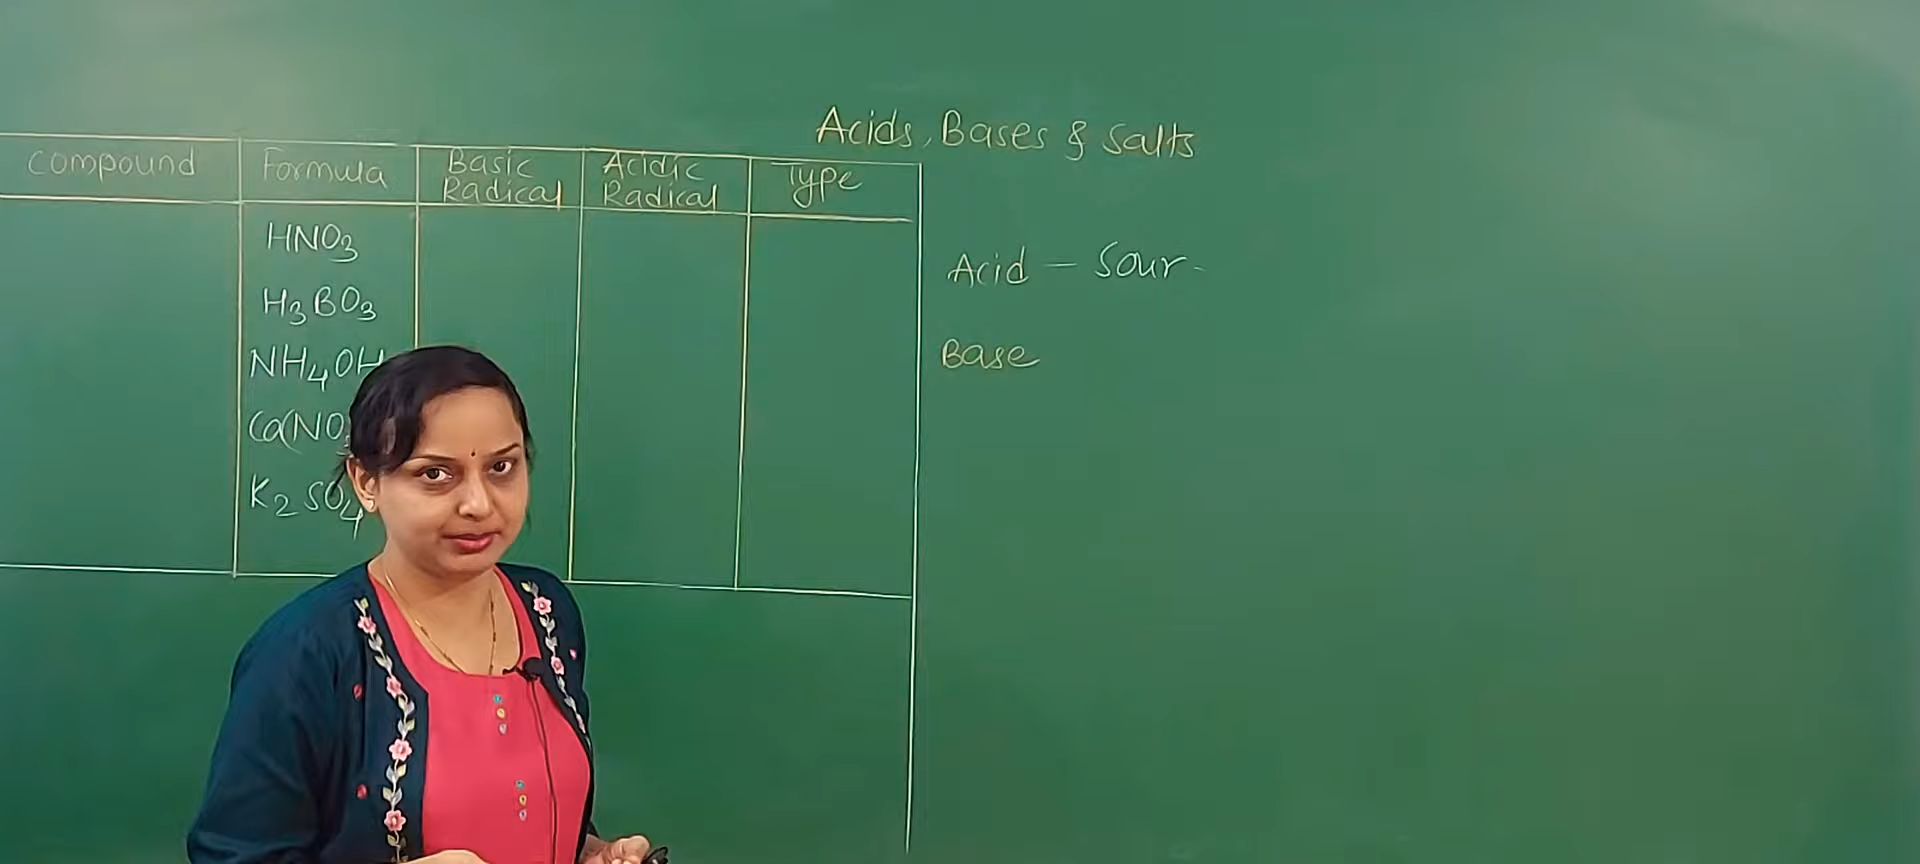 Acids, Bases & Salts
Compound Formula Basic Radical Acidic Radical Type
HNO3
H3BO3
NH4OH
Ca(NO3
K2SO4
Acid — Sour
Base